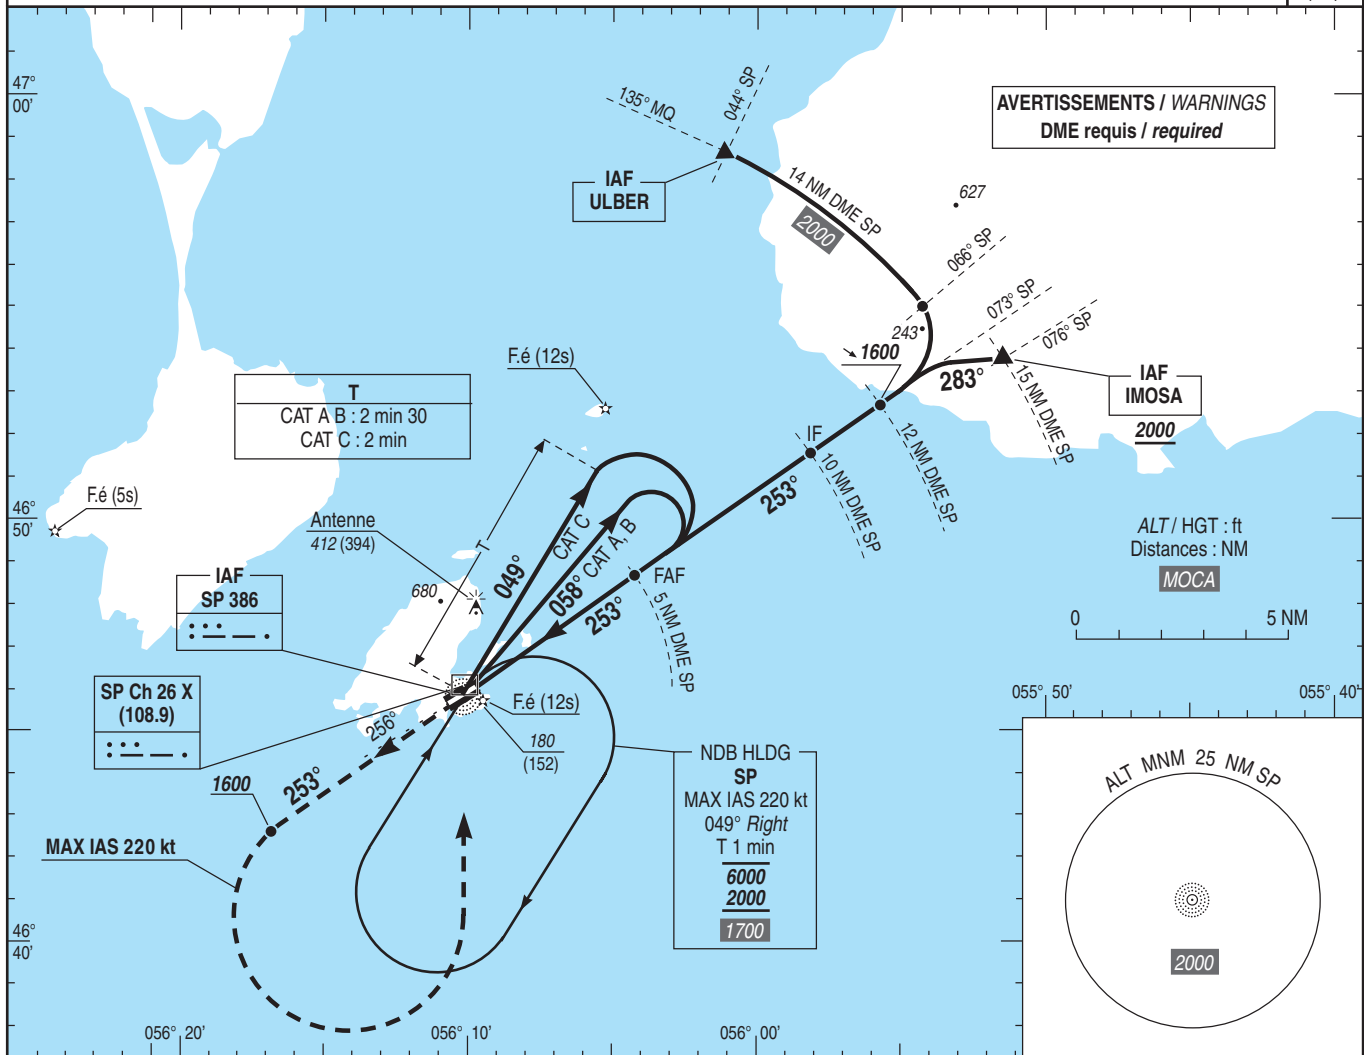 47°
00'
AVERTISSEMENTS / WARNINGS
DME requis / required
135° MQ
044° SP
IAF
ULBER
14 NM DME SP
2000
627
066° SP
073° SP
076° SP
243
1600
283°
IAF
IMOSA
2000
15 NM DME SP
12 NM DME SP
IF
10 NM DME SP
253°
F.é (12s)
T
CAT A B : 2 min 30
CAT C : 2 min
F.é (5s)
46°
50'
Antenne
412 (394)
T
CAT C
049°
058° CAT A, B
FAF
253°
5 NM DME SP
ALT / HGT : ft
Distances : NM
MOCA
0 5 NM
IAF
SP 386
680
SP Ch 26 X
(108.9)
F.é (12s)
180
(152)
256°
253°
1600
MAX IAS 220 kt
NDB HLDG
SP
MAX IAS 220 kt
049° Right
T 1 min
6000
2000
1700
055° 50' 055° 40'
ALT MNM 25 NM SP
2000
46°
40'
056° 20' 056° 10' 056° 00'